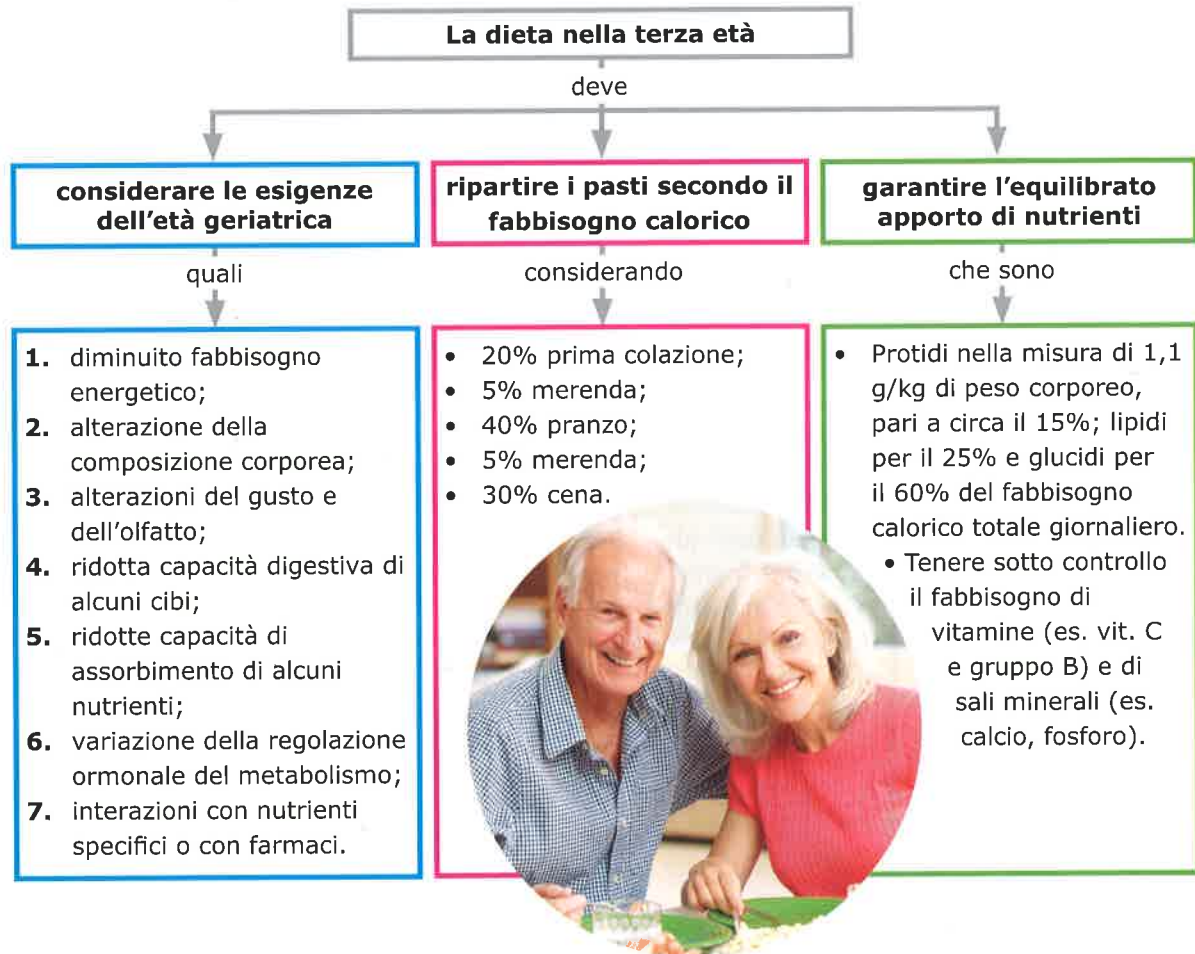 La dieta nella terza età
deve
considerare le esigenze
dell'età geriatrica
quali
1. diminuito fabbisogno
energetico;
2. alterazione della
composizione corporea;
3. alterazioni del gusto e
dell'olfatto;
4. ridotta capacità digestiva di
alcuni cibi;
5. ridotte capacità di
assorbimento di alcuni
nutrienti;
6. variazione della regolazione
ormonale del metabolismo;
7. interazioni con nutrienti
specifici o con farmaci.
ripartire i pasti secondo il
fabbisogno calorico
considerando
• 20% prima colazione;
• 5% merenda;
• 40% pranzo;
• 5% merenda;
• 30% cena.
garantire l'equilibrato
apporto di nutrienti
che sono
• Protidi nella misura di 1,1
g/kg di peso corporeo,
pari a circa il 15%; lipidi
per il 25% e glucidi per
il 60% del fabbisogno
calorico totale giornaliero.
• Tenere sotto controllo
il fabbisogno di
vitamine (es. vit. C
e gruppo B) e di
sali minerali (es.
calcio, fosforo).